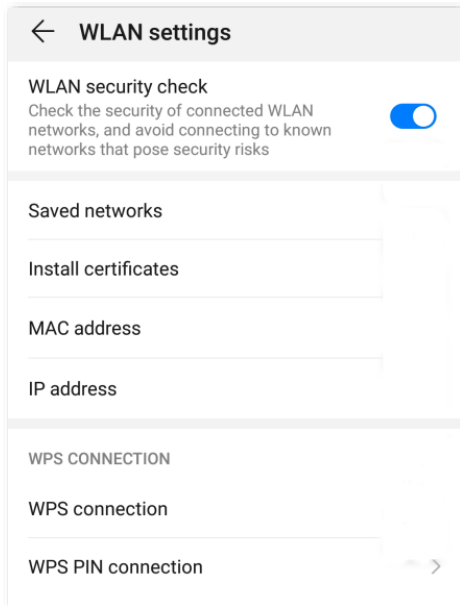 WLAN settings
WLAN security check
Check the security of connected WLAN
networks, and avoid connecting to known
networks that pose security risks
Saved networks
Install certificates
MAC address
IP address
WPS CONNECTION
WPS connection
WPS PIN connection